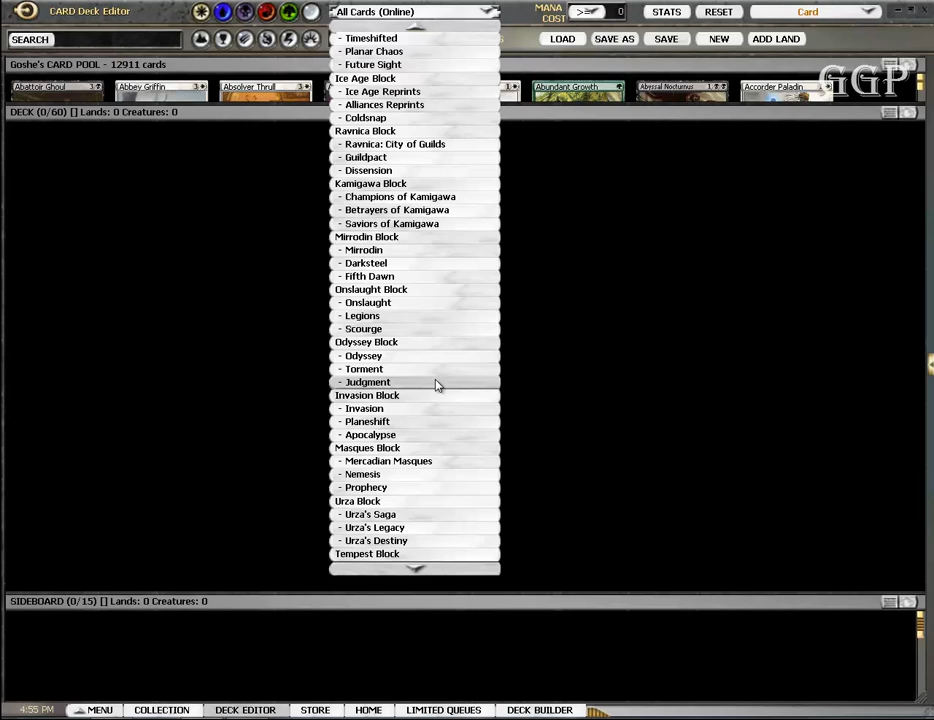 CARD Deck Editor
All Cards (Online)
MANA
COST
>=
0
STATS
RESET
Card
SEARCH
LOAD
SAVE AS
SAVE
NEW
ADD LAND
Goshe's CARD POOL - 12911 cards
Abattoir Ghoul 3
Abbey Griffin 3
Absolver Thrull 3
Abundant Growth
Abyssal Nocturnus 1
Accorder Paladin
GGP
DECK (0/60) [] Lands: 0 Creatures: 0
- Timeshifted
- Planar Chaos
- Future Sight
Ice Age Block
- Ice Age Reprints
- Alliances Reprints
- Coldsnap
Ravnica Block
- Ravnica: City of Guilds
- Guildpact
- Dissension
Kamigawa Block
- Champions of Kamigawa
- Betrayers of Kamigawa
- Saviors of Kamigawa
Mirrodin Block
- Mirrodin
- Darksteel
- Fifth Dawn
Onslaught Block
- Onslaught
- Legions
- Scourge
Odyssey Block
- Odyssey
- Torment
- Judgment
Invasion Block
- Invasion
- Planeshift
- Apocalypse
Masques Block
- Mercadian Masques
- Nemesis
- Prophecy
Urza Block
- Urza's Saga
- Urza's Legacy
- Urza's Destiny
Tempest Block
SIDEBOARD (0/15) [] Lands: 0 Creatures: 0
4:55 PM
MENU
COLLECTION
DECK EDITOR
STORE
HOME
LIMITED QUEUES
DECK BUILDER